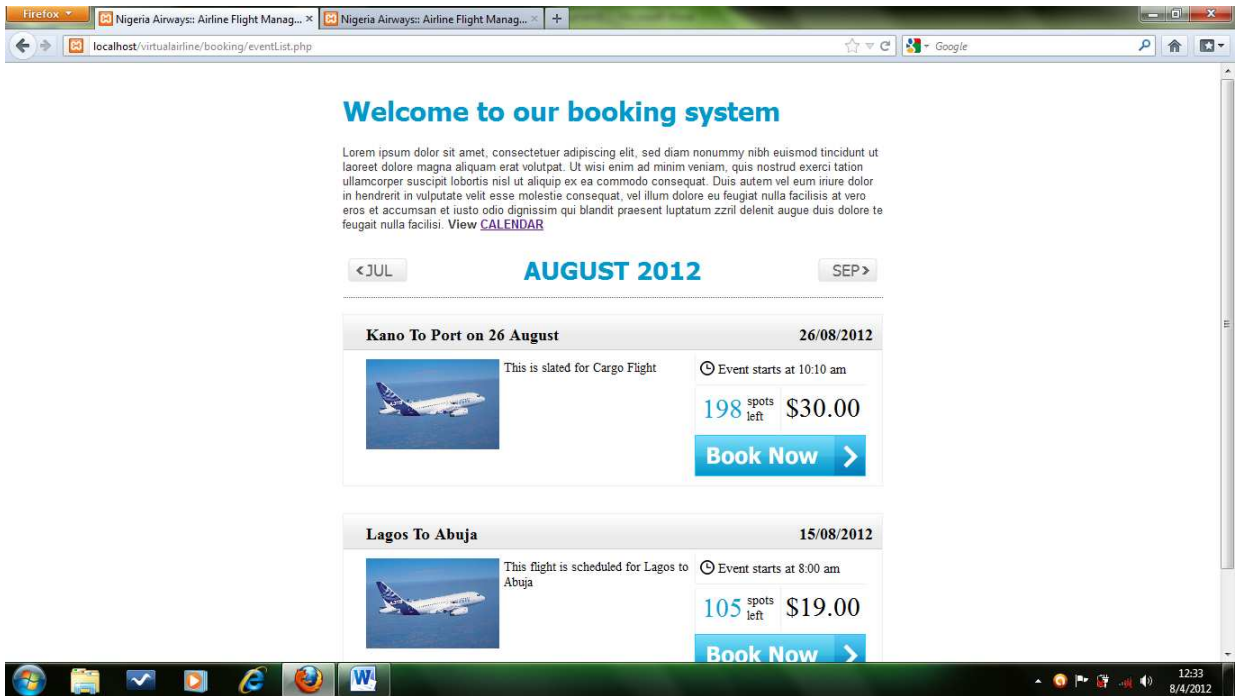 Firefox
Nigeria Airways:: Airline Flight Manag... ×
Nigeria Airways:: Airline Flight Manag... ×
+
localhost/virtualairline/booking/eventList.php
Google
Welcome to our booking system
Lorem ipsum dolor sit amet, consectetuer adipiscing elit, sed diam nonummy nibh euismod tincidunt ut
laoreet dolore magna aliquam erat volutpat. Ut wisi enim ad minim veniam, quis nostrud exerci tation
ullamcorper suscipit lobortis nisl ut aliquip ex ea commodo consequat. Duis autem vel eum iriure dolor
in hendrerit in vulputate velit esse molestie consequat, vel illum dolore eu feugiat nulla facilisis at vero
eros et accumsan et iusto odio dignissim qui blandit praesent luptatum zzril delenit augue duis dolore te
feugait nulla facilisi. View CALENDAR
<JUL
AUGUST 2012
SEP>
Kano To Port on 26 August
26/08/2012
This is slated for Cargo Flight
Event starts at 10:10 am
198 spots left
$30.00
Book Now
Lagos To Abuja
15/08/2012
This flight is scheduled for Lagos to
Abuja
Event starts at 8:00 am
105 spots left
$19.00
Book Now
12:33
8/4/2012